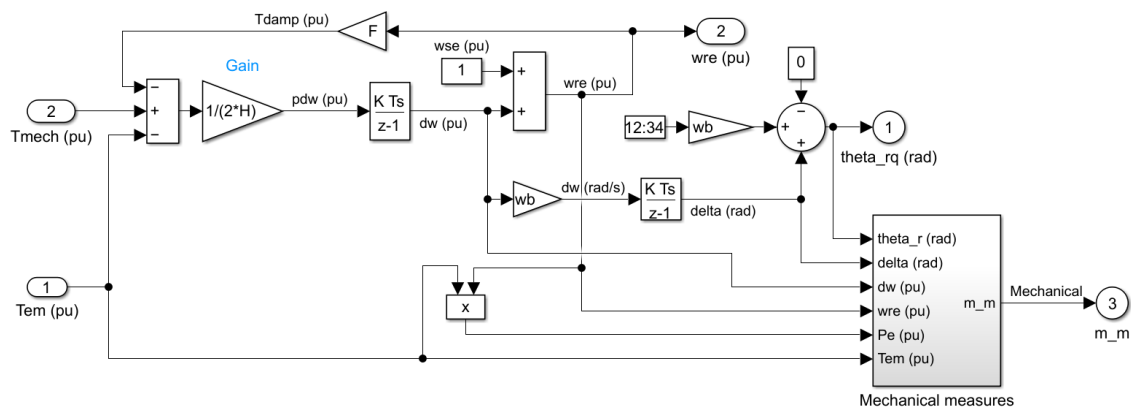 Tdamp (pu)
F
2
wre (pu)
wse (pu)
1
+
+
wre (pu)
0
Gain
2
Tmech (pu)
−
+
−
1/(2*H)
pdw (pu)
K Ts
z-1
dw (pu)
12:34
wb
−
+
+
1
theta_rq (rad)
wb
dw (rad/s)
K Ts
z-1
delta (rad)
1
Tem (pu)
x
theta_r (rad)
delta (rad)
dw (pu)
wre (pu)
Pe (pu)
Tem (pu)
m_m
Mechanical
3
m_m
Mechanical measures